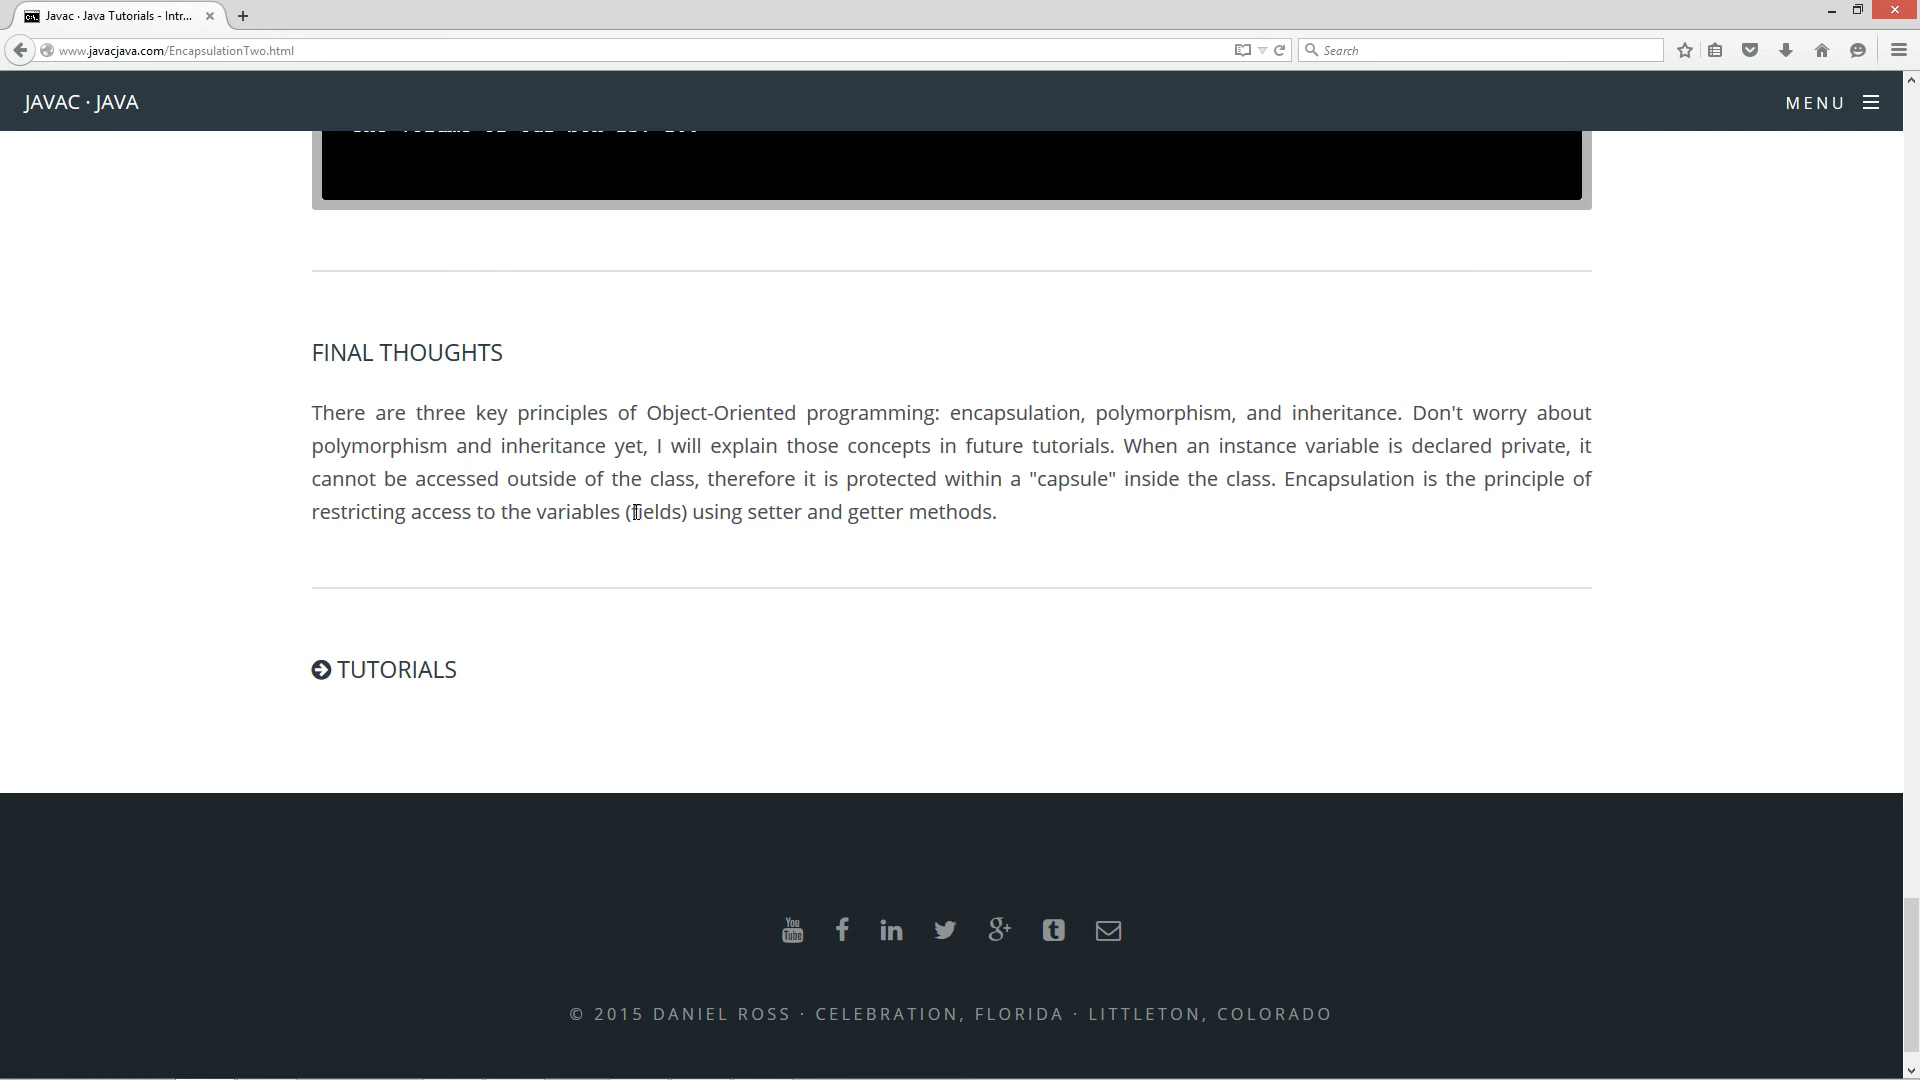 Javac · Java Tutorials - Intr...
www.javacjava.com/EncapsulationTwo.html
Search
JAVAC · JAVA
MENU
FINAL THOUGHTS
There are three key principles of Object-Oriented programming: encapsulation, polymorphism, and inheritance. Don't worry about
polymorphism and inheritance yet, I will explain those concepts in future tutorials. When an instance variable is declared private, it
cannot be accessed outside of the class, therefore it is protected within a "capsule" inside the class. Encapsulation is the principle of
restricting access to the variables (fields) using setter and getter methods.
TUTORIALS
You
Tube
© 2015 DANIEL ROSS · CELEBRATION, FLORIDA · LITTLETON, COLORADO